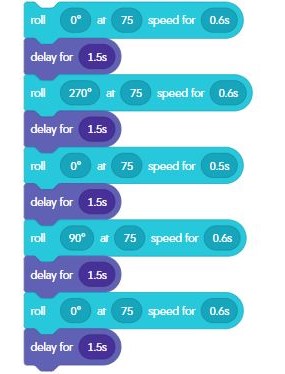 roll 0° at 75 speed for 0.6s
delay for 1.5s
roll 270° at 75 speed for 0.6s
delay for 1.5s
roll 0° at 75 speed for 0.5s
delay for 1.5s
roll 90° at 75 speed for 0.6s
delay for 1.5s
roll 0° at 75 speed for 0.6s
delay for 1.5s